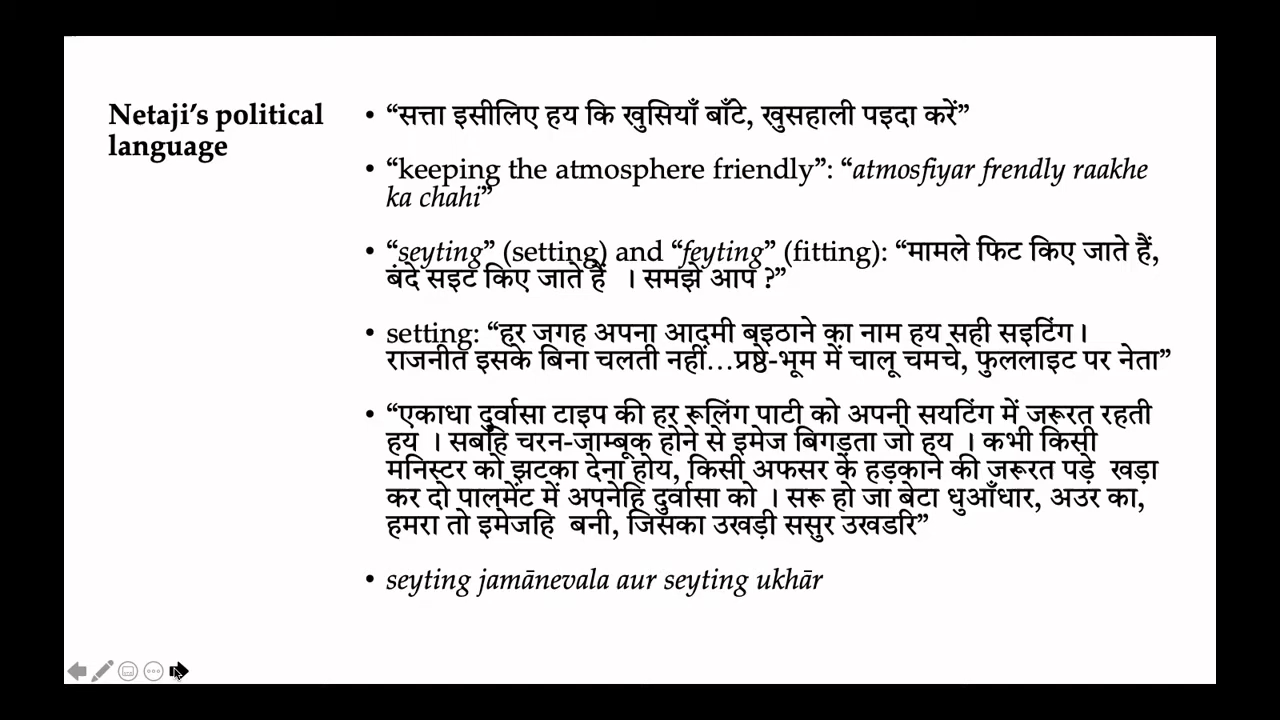 Netaji’s political
language
• “सत्ता इसीलिए हय कि खुसियाँ बाँटे, खुसहाली पइदा करें”
• “keeping the atmosphere friendly”: “atmosfiyar frendly raakhe
ka chahi”
• “seyting” (setting) and “feyting” (fitting): “मामले फिट किए जाते हैं,
बंदे सइट किए जाते हैं । समझे आप ?”
• setting: “हर जगह अपना आदमी बइठाने का नाम हय सही सइटिंग ।
राजनीत इसके बिना चलती नहीं…प्रष्ठे-भूम में चालू चमचे, फुललाइट पर नेता”
• “एकाधा दुर्वासा टाइप की हर रूलिंग पाटी को अपनी सयटिंग में जरूरत रहती
हय । सबहि चरन-जाम्बूक होने से इमेज बिगड़ता जो हय । कभी किसी
मनिस्टर को झटका देना होय, किसी अफसर के हड़काने की जरूरत पड़े खड़ा
कर दो पालमेंट में अपनेहि दुर्वासा को । सरू हो जा बेटा धुआँधार, अउर का,
हमरा तो इमेजहि बनी, जिसका उखड़ी ससुर उखडरि”
• seyting jamānevala aur seyting ukhār